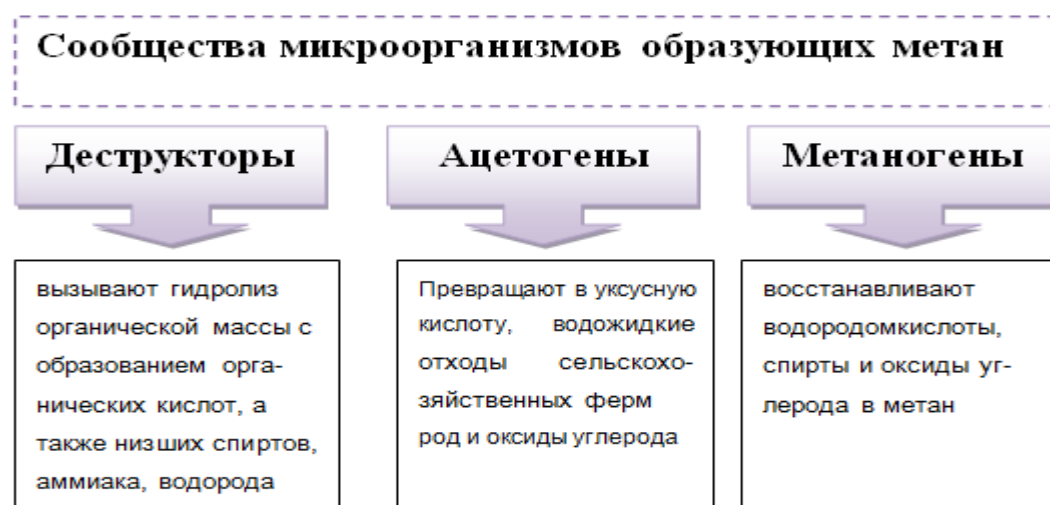 Сообщества микроорганизмов образующих метан
Деструкторы
вызывают гидролиз
органической массы с
образованием орга-
нических кислот, а
также низших спиртов,
аммиака, водорода
Ацетогены
Превращают в уксусную
кислоту, водожидкие
отходы сельскохо-
зяйственных ферм
род и оксиды углерода
Метаногены
восстанавливают
водородомкислоты,
спирты и оксиды уг-
лерода в метан